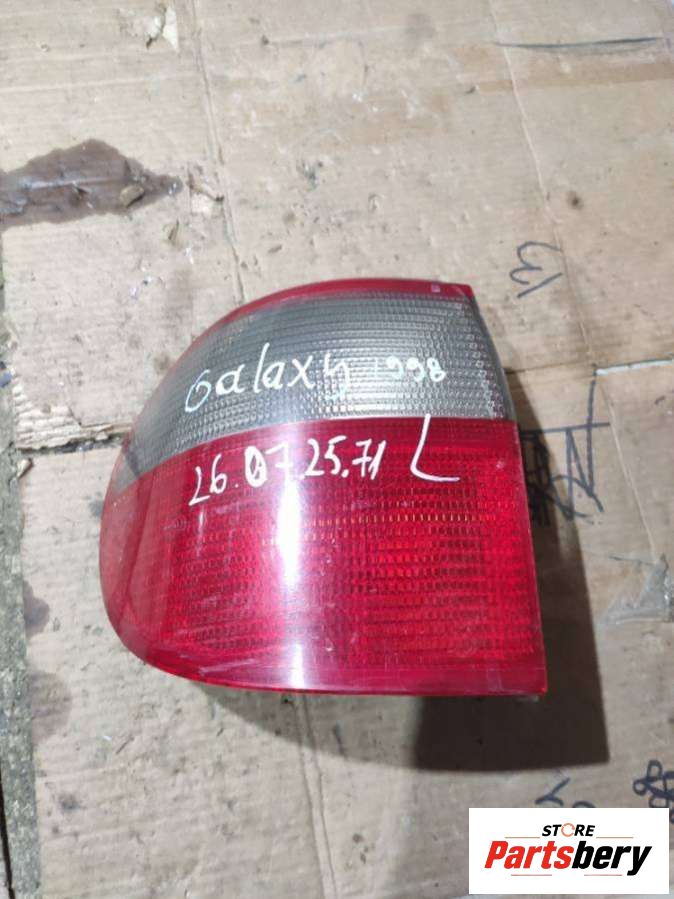 Galaxy 1998
26.07.25.71 L
STORE
Partsbery